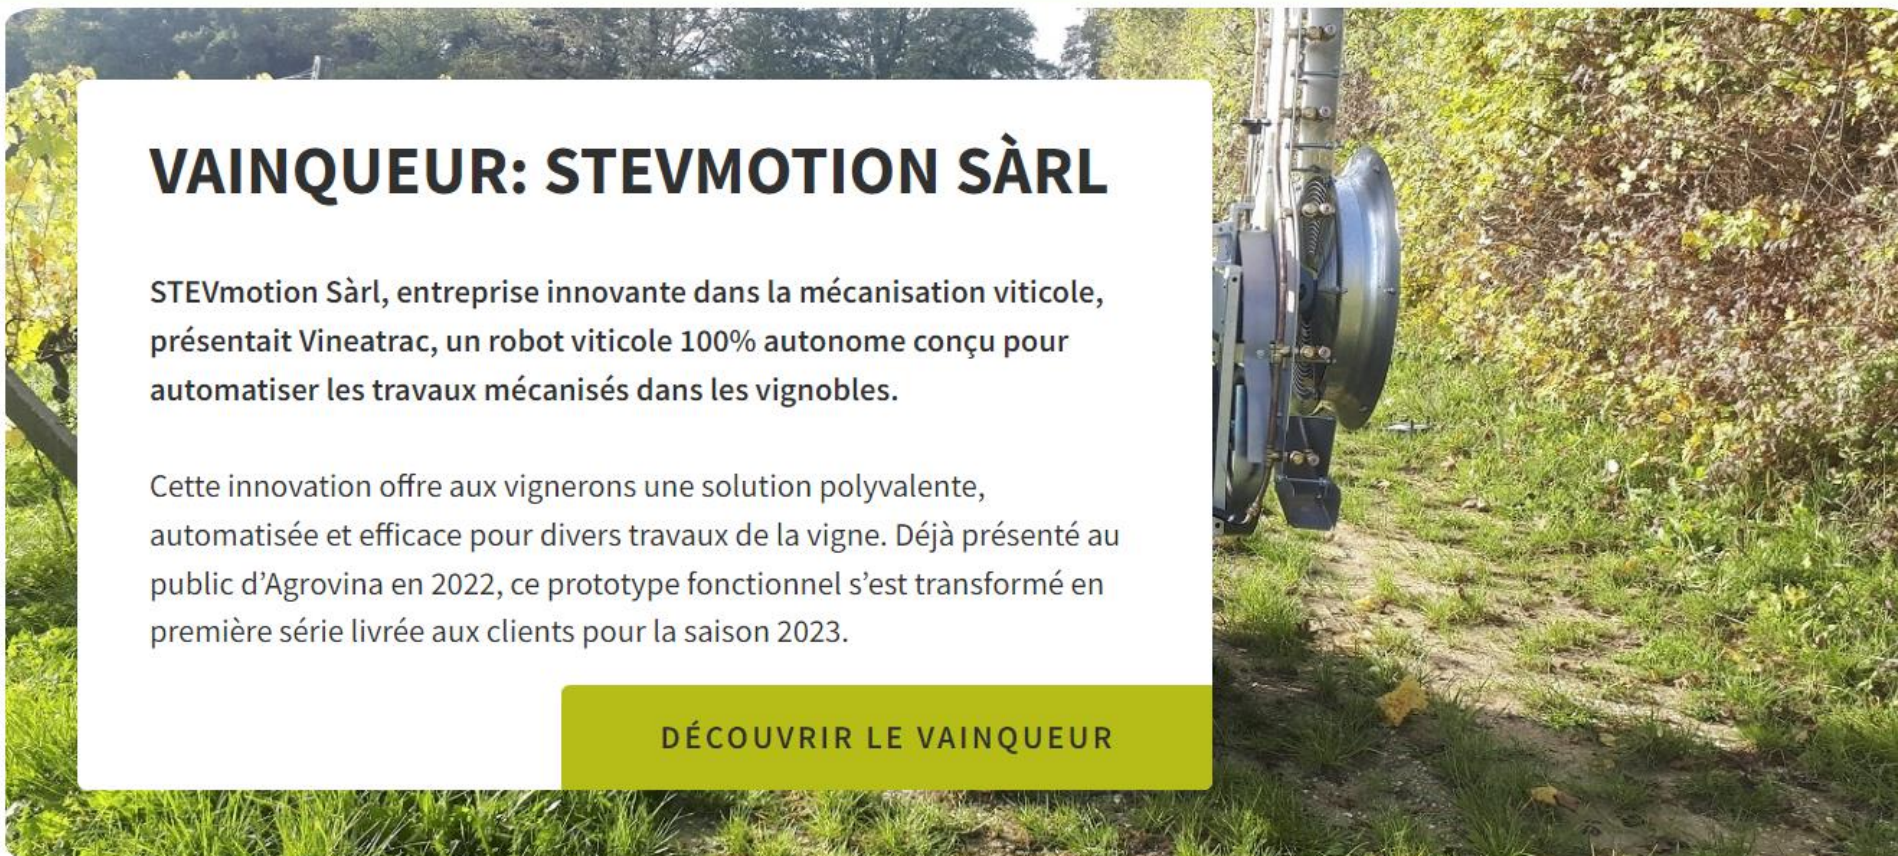 VAINQUEUR: STEVMOTION SÀRL
STEVmotion Sàrl, entreprise innovante dans la mécanisation viticole,
présentait Vineatrac, un robot viticole 100% autonome conçu pour
automatiser les travaux mécanisés dans les vignobles.
Cette innovation offre aux vignerons une solution polyvalente,
automatisée et efficace pour divers travaux de la vigne. Déjà présenté au
public d’Agrovina en 2022, ce prototype fonctionnel s’est transformé en
première série livrée aux clients pour la saison 2023.
DÉCOUVRIR LE VAINQUEUR